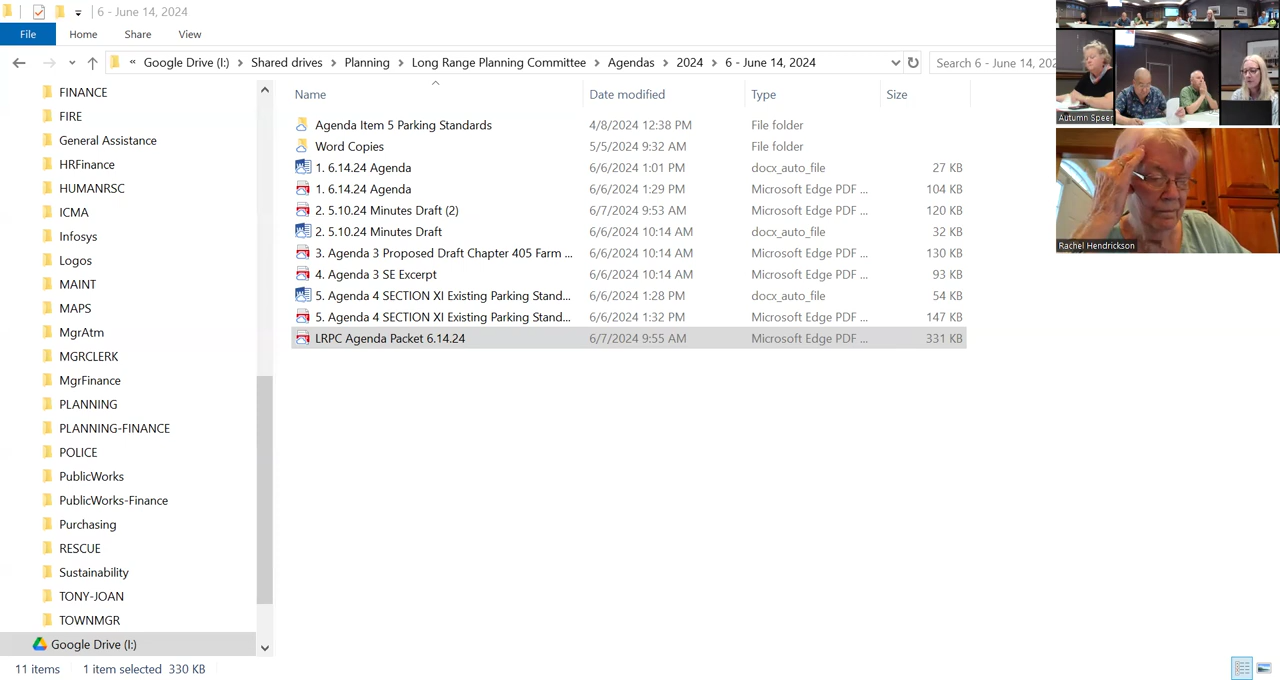 6 - June 14, 2024
File Home Share View
« Google Drive (I:) > Shared drives > Planning > Long Range Planning Committee > Agendas > 2024 > 6 - June 14, 2024
Search 6 - June 14, 202
Name Date modified Type Size
FINANCE
FIRE
General Assistance
HRFinance
HUMANRSC
ICMA
Infosys
Logos
MAINT
MAPS
MgrAtm
MGRCLERK
MgrFinance
PLANNING
PLANNING-FINANCE
POLICE
PublicWorks
PublicWorks-Finance
Purchasing
RESCUE
Sustainability
TONY-JOAN
TOWNMGR
Google Drive (I:)
Agenda Item 5 Parking Standards 4/8/2024 12:38 PM File folder
Word Copies 5/5/2024 9:32 AM File folder
1. 6.14.24 Agenda 6/6/2024 1:01 PM docx_auto_file 27 KB
1. 6.14.24 Agenda 6/6/2024 1:29 PM Microsoft Edge PDF ... 104 KB
2. 5.10.24 Minutes Draft (2) 6/7/2024 9:53 AM Microsoft Edge PDF ... 120 KB
2. 5.10.24 Minutes Draft 6/6/2024 10:14 AM docx_auto_file 32 KB
3. Agenda 3 Proposed Draft Chapter 405 Farm ... 6/6/2024 10:14 AM Microsoft Edge PDF ... 130 KB
4. Agenda 3 SE Excerpt 6/6/2024 10:14 AM Microsoft Edge PDF ... 93 KB
5. Agenda 4 SECTION XI Existing Parking Stand... 6/6/2024 1:28 PM docx_auto_file 54 KB
5. Agenda 4 SECTION XI Existing Parking Stand... 6/6/2024 1:32 PM Microsoft Edge PDF ... 147 KB
LRPC Agenda Packet 6.14.24 6/7/2024 9:55 AM Microsoft Edge PDF ... 331 KB
Autumn Speer
Rachel Hendrickson
11 items 1 item selected 330 KB